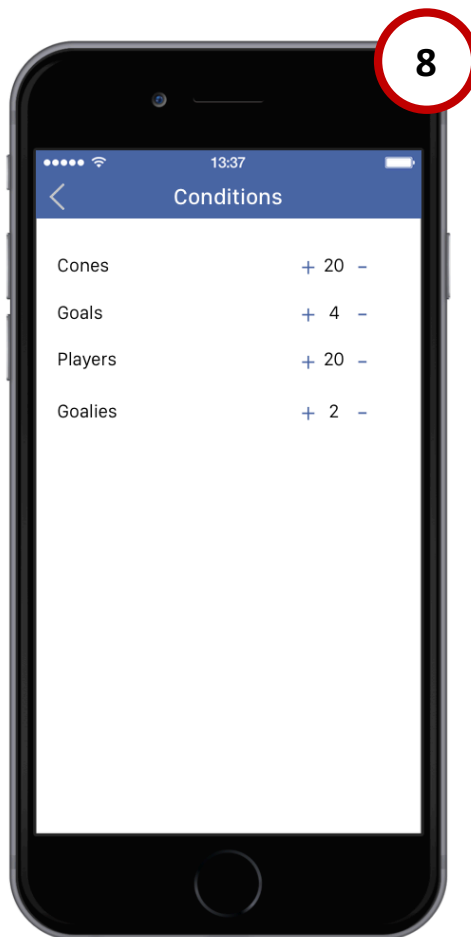 8
13:37
Conditions
Cones + 20 -
Goals + 4 -
Players + 20 -
Goalies + 2 -